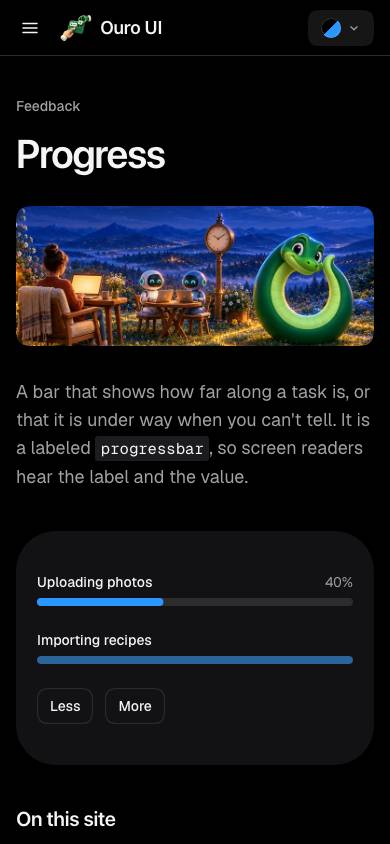 Ouro UI
Feedback
Progress
A bar that shows how far along a task is, or
that it is under way when you can't tell. It is
a labeled progressbar, so screen readers
hear the label and the value.
Uploading photos 40%
Importing recipes
Less More
On this site